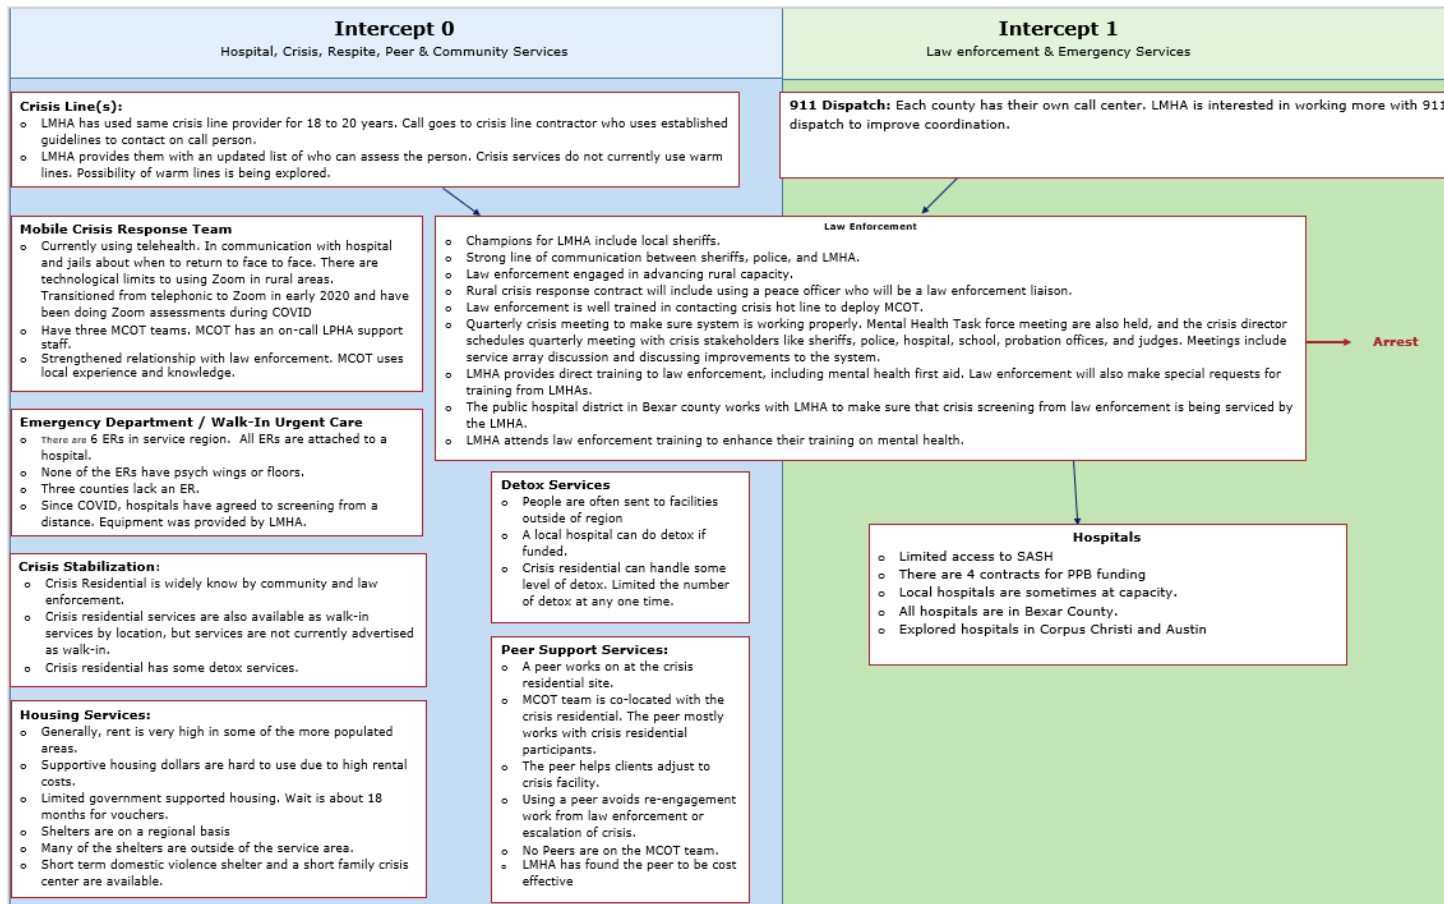 Intercept 0
Hospital, Crisis, Respite, Peer & Community Services
Intercept 1
Law enforcement & Emergency Services
Crisis Line(s):
o LMHA has used same crisis line provider for 18 to 20 years. Call goes to crisis line contractor who uses established
guidelines to contact on call person.
o LMHA provides them with an updated list of who can assess the person. Crisis services do not currently use warm
lines. Possibility of warm lines is being explored.
911 Dispatch: Each county has their own call center. LMHA is interested in working more with 911
dispatch to improve coordination.
Mobile Crisis Response Team
o Currently using telehealth. In communication with hospital
and jails about when to return to face to face. There are
technological limits to using Zoom in rural areas.
Transitioned from telephonic to Zoom in early 2020 and have
been doing Zoom assessments during COVID
o Have three MCOT teams. MCOT has an on-call LPHA support
staff.
o Strengthened relationship with law enforcement. MCOT uses
local experience and knowledge.
Law Enforcement
o Champions for LMHA include local sheriffs.
o Strong line of communication between sheriffs, police, and LMHA.
o Law enforcement engaged in advancing rural capacity.
o Rural crisis response contract will include using a peace officer who will be a law enforcement liaison.
o Law enforcement is well trained in contacting crisis hot line to deploy MCOT.
o Quarterly crisis meeting to make sure system is working properly. Mental Health Task force meeting are also held, and the crisis director
schedules quarterly meeting with crisis stakeholders like sheriffs, police, hospital, school, probation offices, and judges. Meetings include
service array discussion and discussing improvements to the system.
o LMHA provides direct training to law enforcement, including mental health first aid. Law enforcement will also make special requests for
training from LMHAs.
o The public hospital district in Bexar county works with LMHA to make sure that crisis screening from law enforcement is being serviced by
the LMHA.
o LMHA attends law enforcement training to enhance their training on mental health.
Arrest
Emergency Department / Walk-In Urgent Care
o There are 6 ERs in service region. All ERs are attached to a
hospital.
o None of the ERs have psych wings or floors.
o Three counties lack an ER.
o Since COVID, hospitals have agreed to screening from a
distance. Equipment was provided by LMHA.
Crisis Stabilization:
o Crisis Residential is widely know by community and law
enforcement.
o Crisis residential services are also available as walk-in
services by location, but services are not currently advertised
as walk-in.
o Crisis residential has some detox services.
Housing Services:
o Generally, rent is very high in some of the more populated
areas.
o Supportive housing dollars are hard to use due to high rental
costs.
o Limited government supported housing. Wait is about 18
months for vouchers.
o Shelters are on a regional basis
o Many of the shelters are outside of the service area.
o Short term domestic violence shelter and a short family crisis
center are available.
Detox Services
o People are often sent to facilities
outside of region
o A local hospital can do detox if
funded.
o Crisis residential can handle some
level of detox. Limited the number
of detox at any one time.
Peer Support Services:
o A peer works on at the crisis
residential site.
o MCOT team is co-located with the
crisis residential. The peer mostly
works with crisis residential
participants.
o The peer helps clients adjust to
crisis facility.
o Using a peer avoids re-engagement
work from law enforcement or
escalation of crisis.
o No Peers are on the MCOT team.
o LMHA has found the peer to be cost
effective
Hospitals
o Limited access to SASH
o There are 4 contracts for PPB funding
o Local hospitals are sometimes at capacity.
o All hospitals are in Bexar County.
o Explored hospitals in Corpus Christi and Austin